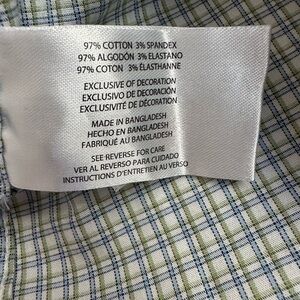 97% COTTON 3% SPANDEX
97% ALGODÓN 3% ELASTANO
97% COTON 3% ÉLASTHANNE
EXCLUSIVE OF DECORATION
EXCLUSIVO DE DECORACIÓN
EXCLUSIVITÉ DE DÉCORATION
MADE IN BANGLADESH
HECHO EN BANGLADESH
FABRIQUÉ AU BANGLADESH
SEE REVERSE FOR CARE
VER AL REVERSO PARA CUIDADO
INSTRUCTIONS D'ENTRETIEN AU VERSO